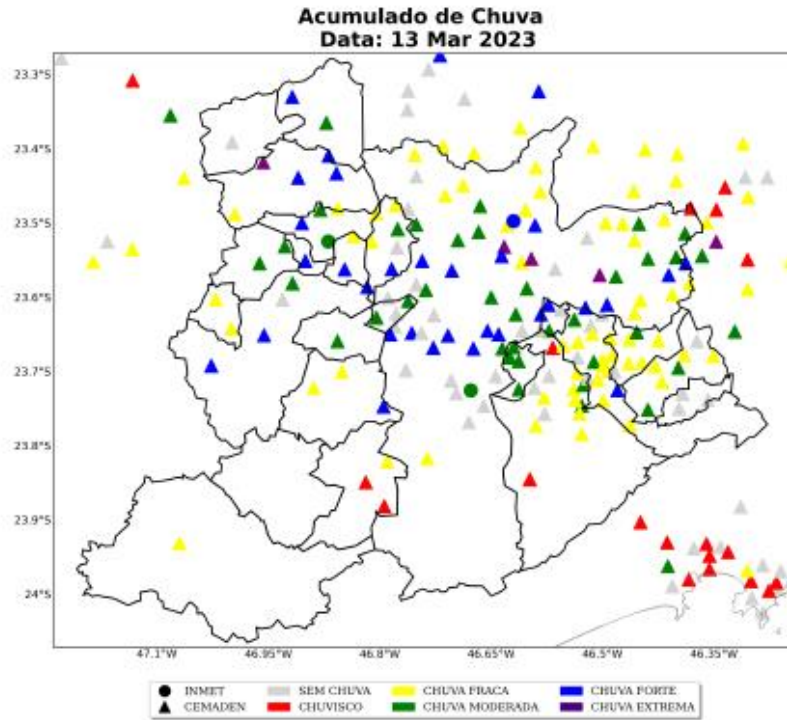 Acumulado de Chuva
Data: 13 Mar 2023
23.3°S
23.4°S
23.5°S
23.6°S
23.7°S
23.8°S
23.9°S
24°S
47.1°W 46.95°W 46.8°W 46.65°W 46.5°W 46.35°W
INMET SEM CHUVA CHUVA FRACA CHUVA FORTE
CEMADEN CHUVISCO CHUVA MODERADA CHUVA EXTREMA